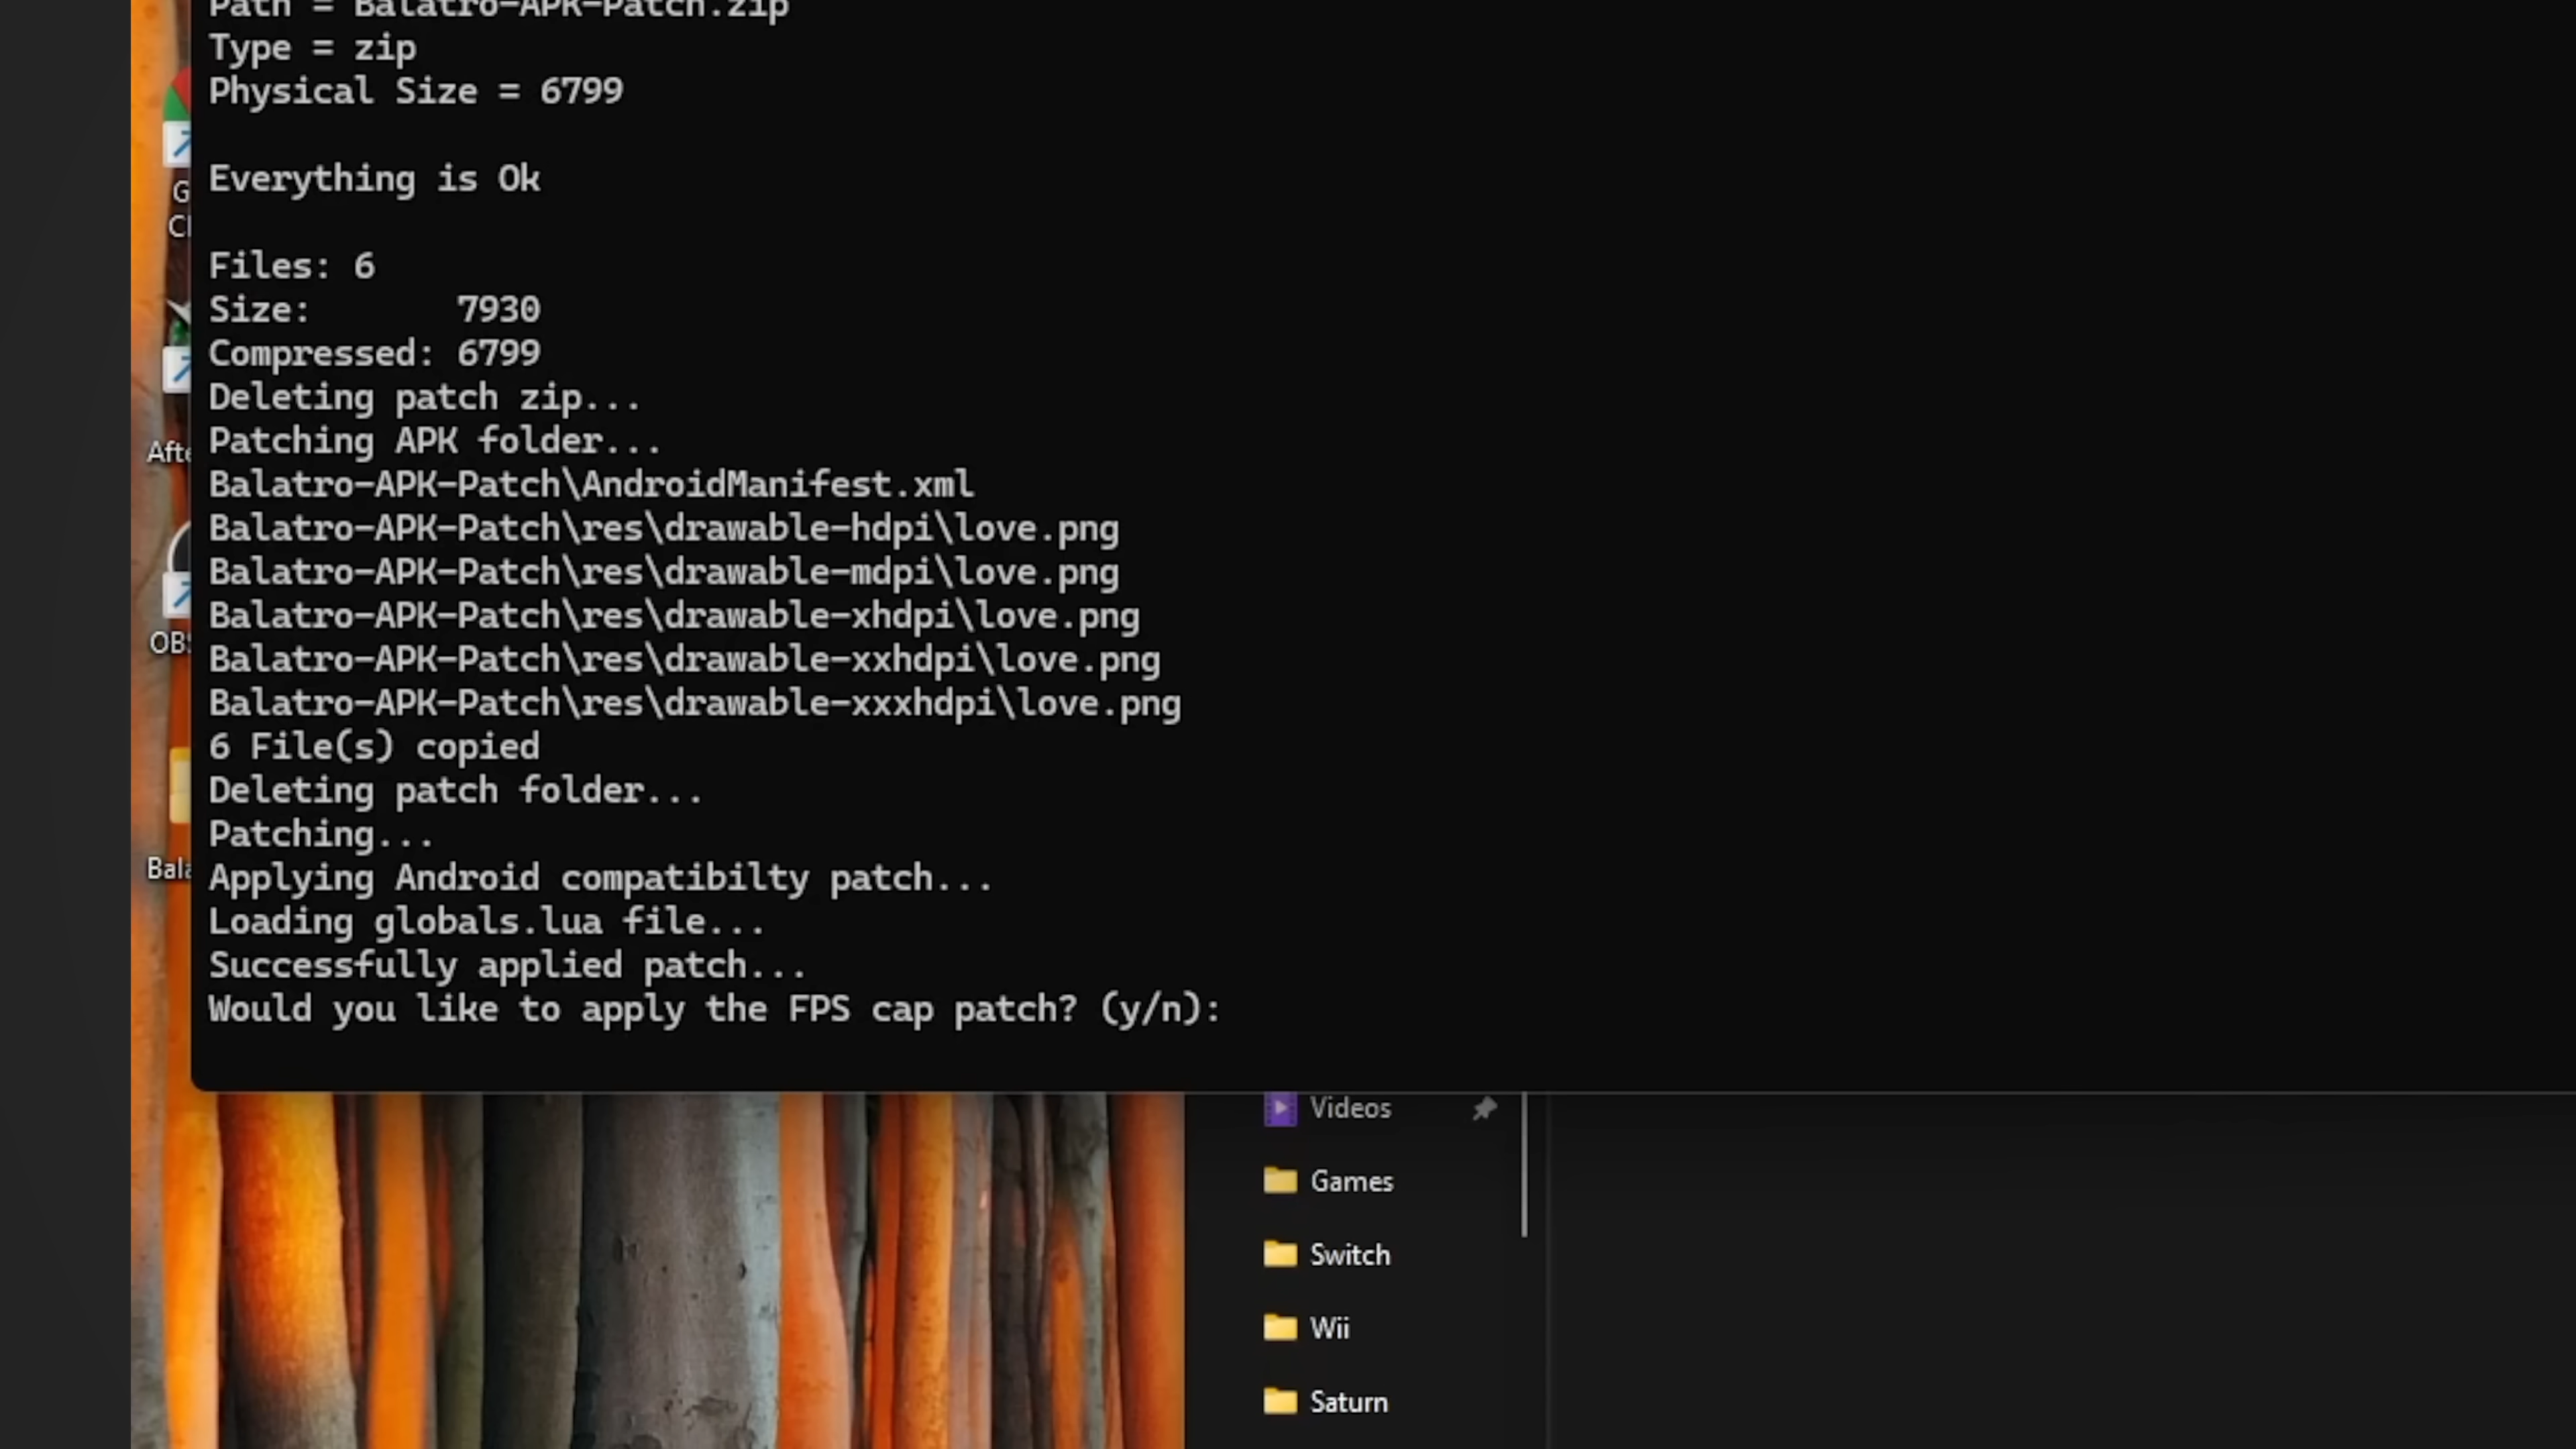 Path = Balatro-APK-Patch.zip
Type = zip
Physical Size = 6799
Everything is Ok
Files: 6
Size:       7930
Compressed: 6799
Deleting patch zip...
Patching APK folder...
Balatro-APK-Patch\AndroidManifest.xml
Balatro-APK-Patch\res\drawable-hdpi\love.png
Balatro-APK-Patch\res\drawable-mdpi\love.png
Balatro-APK-Patch\res\drawable-xhdpi\love.png
Balatro-APK-Patch\res\drawable-xxhdpi\love.png
Balatro-APK-Patch\res\drawable-xxxhdpi\love.png
6 File(s) copied
Deleting patch folder...
Patching...
Applying Android compatibilty patch...
Loading globals.lua file...
Successfully applied patch...
Would you like to apply the FPS cap patch? (y/n):
Videos
Games
Switch
Wii
Saturn